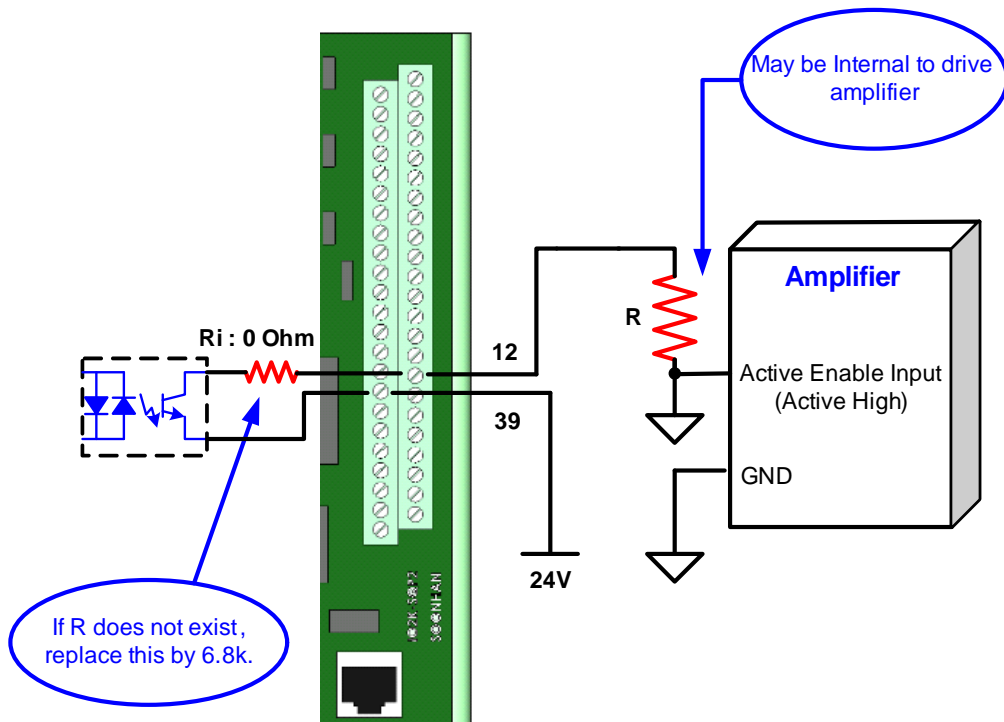 May be Internal to drive
amplifier
Amplifier
R
Ri : 0 Ohm
12
Active Enable Input
(Active High)
39
GND
24V
If R does not exist,
replace this by 6.8k.
SOONHAN